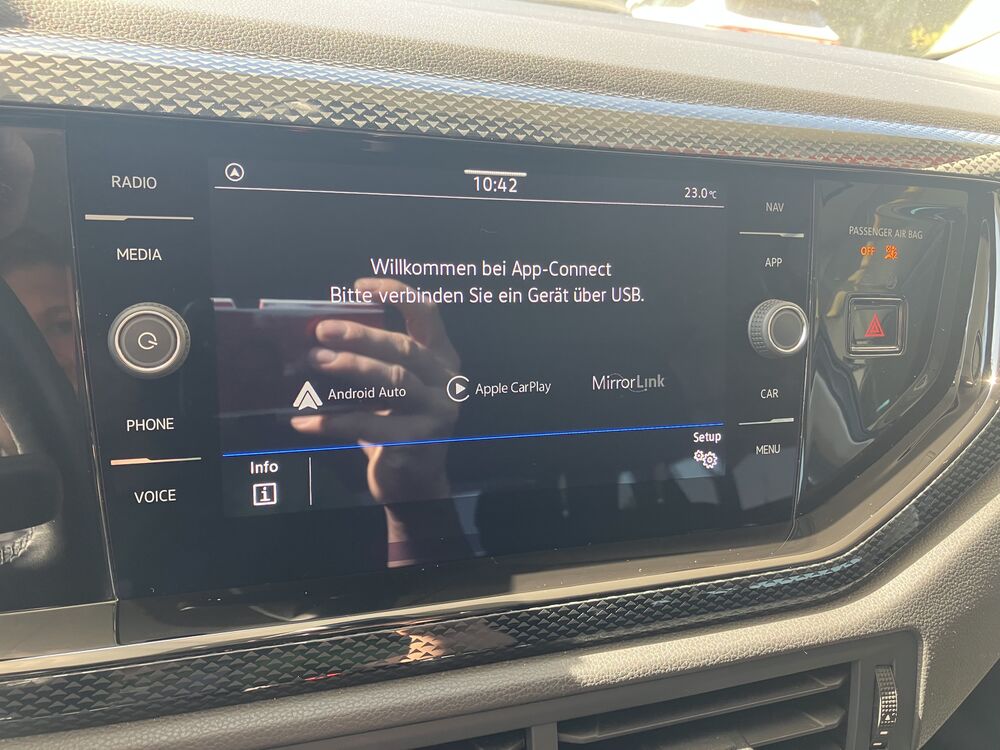 RADIO
MEDIA
PHONE
VOICE
10:42
23.0°C
Willkommen bei App-Connect
Bitte verbinden Sie ein Gerät über USB.
Android Auto
Apple CarPlay
MirrorLink
Info
i
Setup
NAV
APP
CAR
MENU
PASSENGER AIR BAG
OFF